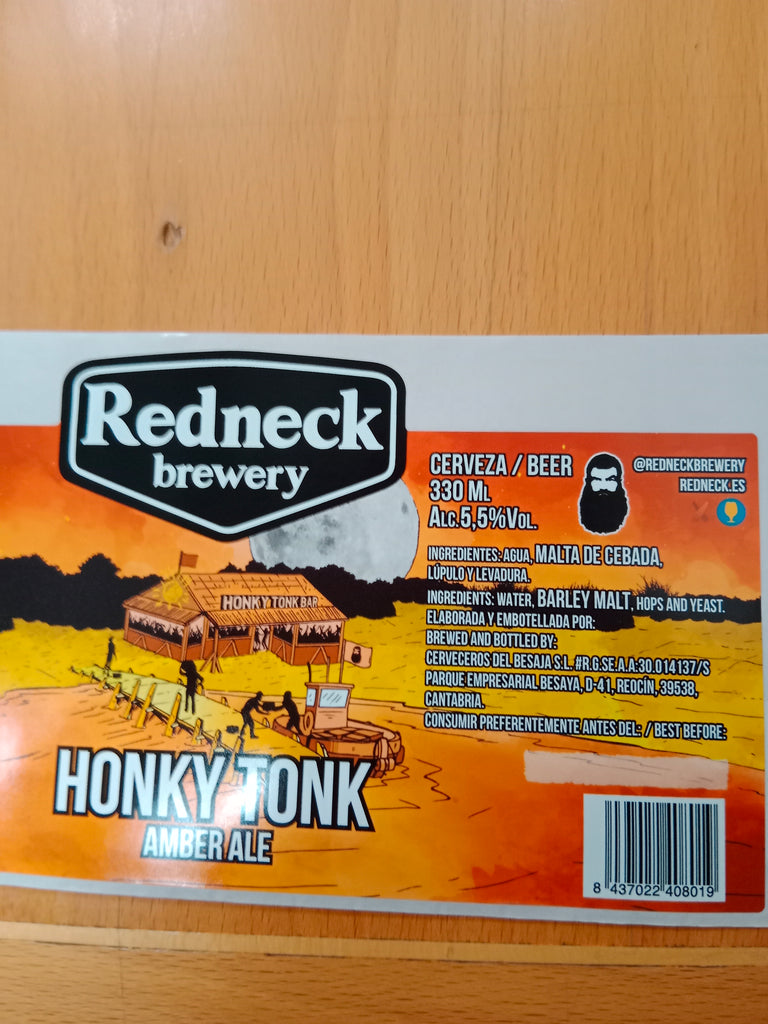 Redneck
brewery
HONKY TONK BAR
HONKY TONK
AMBER ALE
CERVEZA / BEER
330 ML
ALC.5,5%VOL.
@REDNECKBREWERY
REDNECK.ES
INGREDIENTES: AGUA, MALTA DE CEBADA,
LÚPULO Y LEVADURA.
INGREDIENTS: WATER, BARLEY MALT, HOPS AND YEAST.
ELABORADA Y EMBOTELLADA POR:
BREWED AND BOTTLED BY:
CERVECEROS DEL BESAJA S.L. #R.G.SE.A.A:30.014137/S
PARQUE EMPRESARIAL BESAYA, D-41, REOCÍN, 39538,
CANTABRIA.
CONSUMIR PREFERENTEMENTE ANTES DEL: / BEST BEFORE:
8 437022 408019